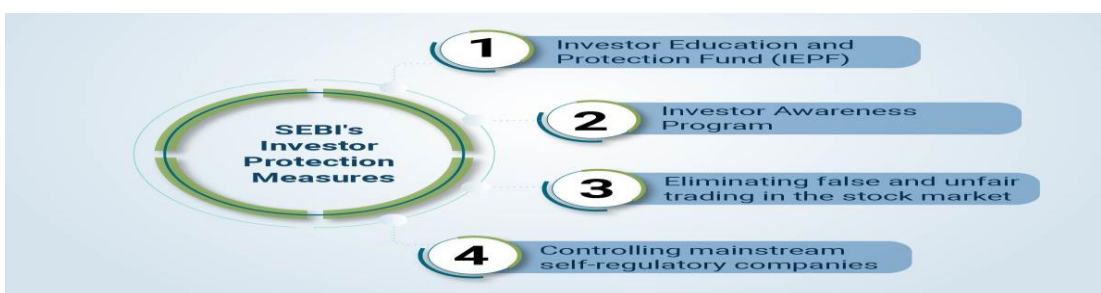 SEBI's
Investor
Protection
Measures
1
Investor Education and
Protection Fund (IEPF)
2
Investor Awareness
Program
3
Eliminating false and unfair
trading in the stock market
4
Controlling mainstream
self-regulatory companies